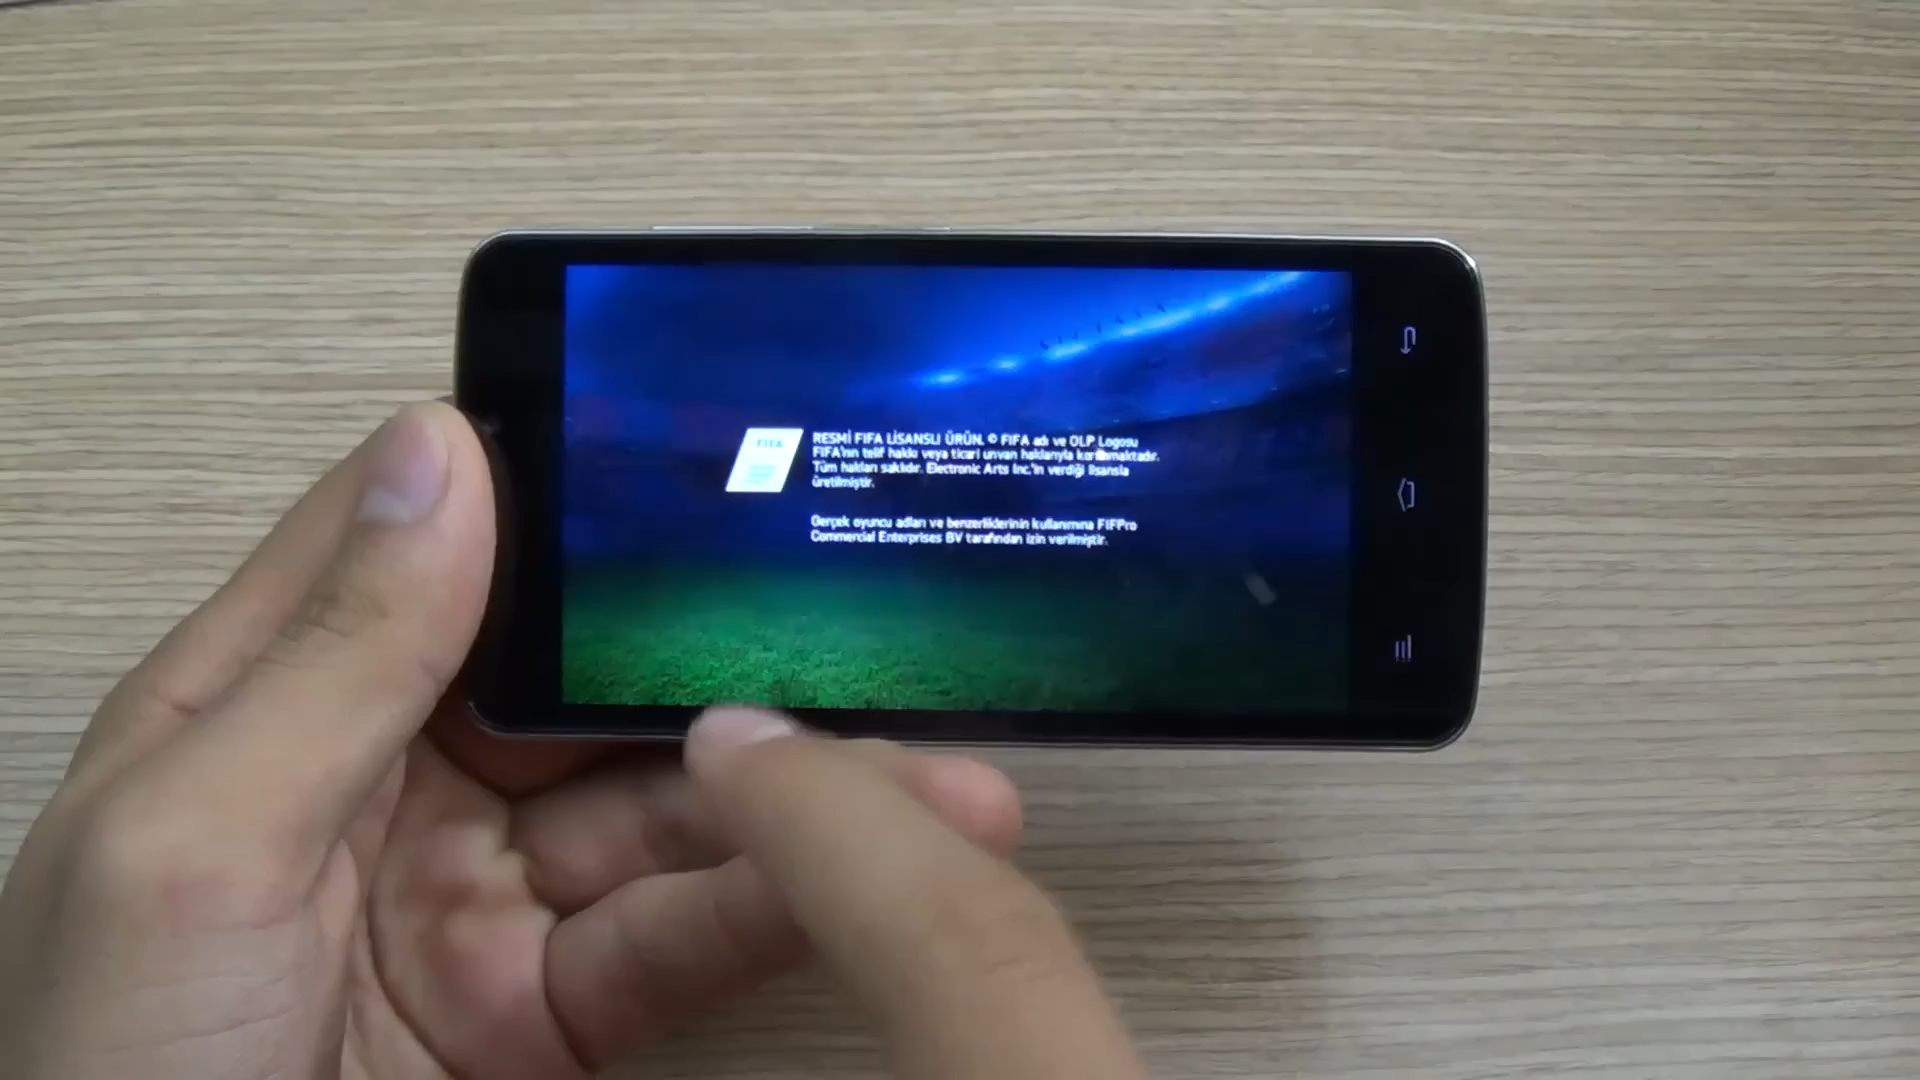 FIFA
RESMİ FIFA LİSANSLI ÜRÜN. © FIFA adı ve OLP Logosu
FIFA'nın telif hakkı veya ticari unvan haklarıyla korunmaktadır.
Tüm hakları saklıdır. Electronic Arts Inc.'in verdiği lisansla
üretilmiştir.
Gerçek oyuncu adları ve benzerliklerinin kullanımına FIFPro
Commercial Enterprises BV tarafından izin verilmiştir.